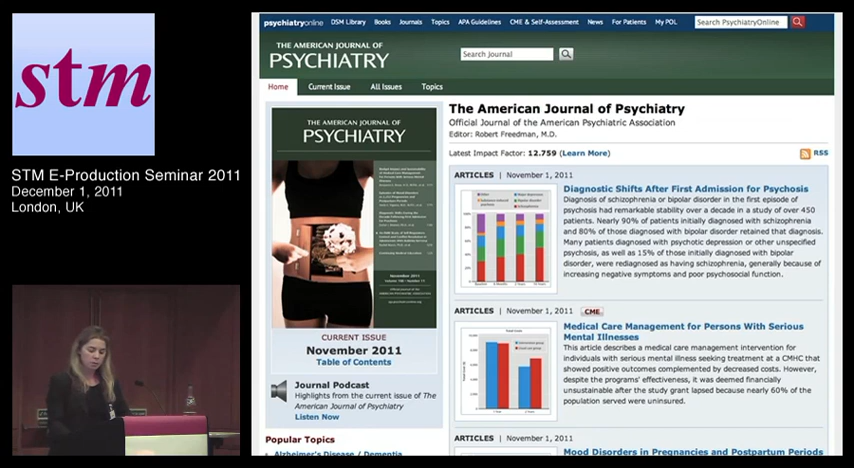 stm
STM E-Production Seminar 2011
December 1, 2011
London, UK
psychiatryonline DSM Library Books Journals Topics APA Guidelines CME & Self-Assessment News For Patients My POL Search PsychiatryOnline
THE AMERICAN JOURNAL OF
PSYCHIATRY
Search Journal
Home Current Issue All Issues Topics
THE AMERICAN JOURNAL OF
PSYCHIATRY
November 2011
CURRENT ISSUE
November 2011
Table of Contents
Journal Podcast
Highlights from the current issue of The
American Journal of Psychiatry
Listen Now
Popular Topics
Alzheimer's Disease / Dementia
The American Journal of Psychiatry
Official Journal of the American Psychiatric Association
Editor: Robert Freedman, M.D.
Latest Impact Factor: 12.759 (Learn More) RSS
ARTICLES | November 1, 2011
Diagnostic Shifts After First Admission for Psychosis
Diagnosis of schizophrenia or bipolar disorder in the first episode of
psychosis had remarkable stability over a decade in a study of over 450
patients. Nearly 90% of patients initially diagnosed with schizophrenia
and 80% of those diagnosed with bipolar disorder retained that diagnosis.
Many patients diagnosed with psychotic depression or other unspecified
psychosis, as well as 15% of those initially diagnosed with bipolar
disorder, were rediagnosed as having schizophrenia, generally because of
increasing negative symptoms and poor psychosocial function.
ARTICLES | November 1, 2011 CME
Medical Care Management for Persons With Serious
Mental Illnesses
This article describes a medical care management intervention for
individuals with serious mental illness seeking treatment at a CMHC that
showed positive outcomes complemented by decreased costs. However,
despite the programs' effectiveness, it was deemed financially
unsustainable after the study grant lapsed because nearly 60% of the
population served were uninsured.
ARTICLES | November 1, 2011
Mood Disorders in Pregnancies and Postpartum Periods